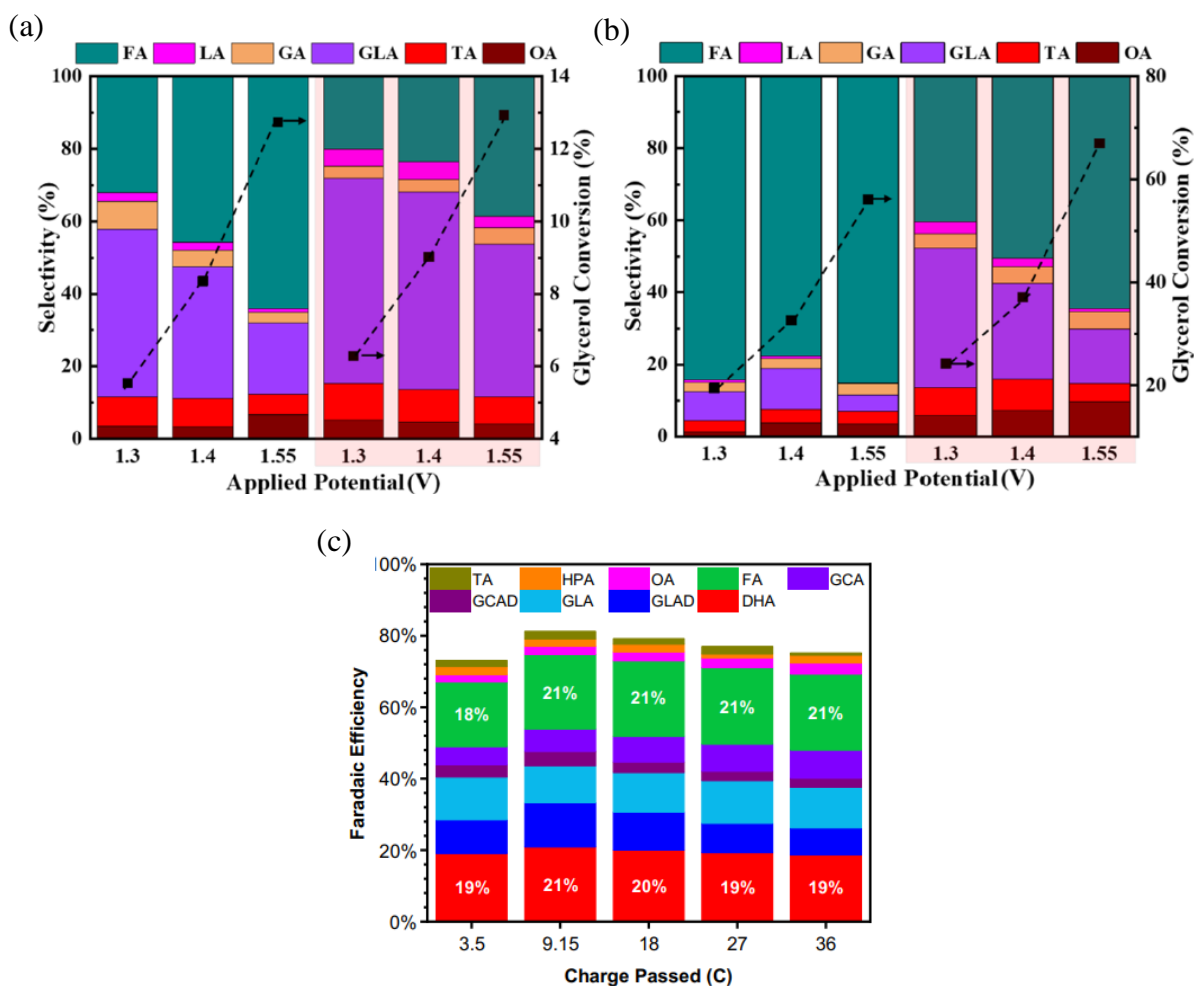 (a)
FA LA GA GLA TA OA
100
80
60
40
20
0
Selectivity (%)
14
12
10
8
6
4
Glycerol Conversion (%)
1.3 1.4 1.55 1.3 1.4 1.55
Applied Potential (V)
(b)
FA LA GA GLA TA OA
100
80
60
40
20
0
Selectivity (%)
80
60
40
20
Glycerol Conversion (%)
1.3 1.4 1.55 1.3 1.4 1.55
Applied Potential (V)
(c)
100%
80%
60%
40%
20%
0%
Faradaic Efficiency
TA HPA OA FA GCA
GCAD GLA GLAD DHA
18% 21% 21% 21% 21%
19% 21% 20% 19% 19%
3.5 9.15 18 27 36
Charge Passed (C)